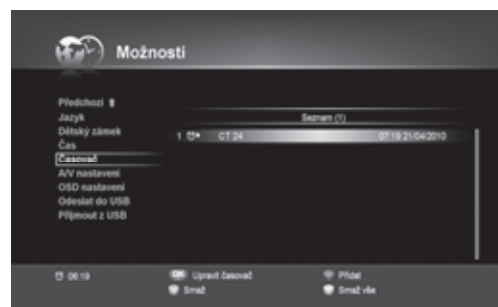 Možnosti
Předchozí
Jazyk
Dětský zámek
Čas
Časovač
A/V nastavení
OSD nastavení
Odeslat do USB
Přijmout z USB
Seznam (1)
1 CT 24 07:19 21/04/2010
06:19
OK Upravit časovač
Přidat
Smaž
Smaž vše